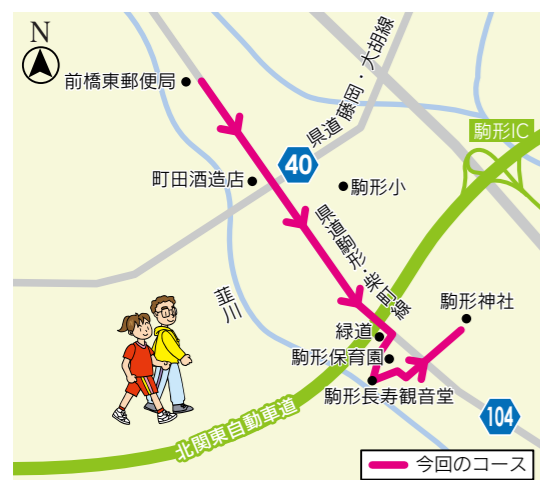 N
前橋東郵便局
県道 藤岡・大胡線
駒形IC
40
町田酒造店
駒形小
県道駒形・柴町線
韮川
駒形神社
緑道
駒形保育園
駒形長寿観音堂
104
北関東自動車道
今回のコース